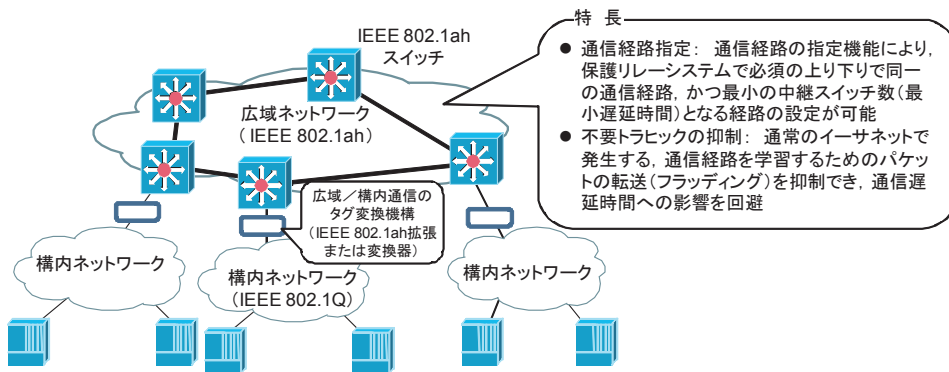 特 長
● 通信経路指定： 通信経路の指定機能により，
保護リレーシステムで必須の上り下りで同一
の通信経路，かつ最小の中継スイッチ数（最
小遅延時間）となる経路の設定が可能
● 不要トラヒックの抑制： 通常のイーサネットで
発生する，通信経路を学習するためのパケッ
トの転送（フラッディング）を抑制でき，通信遅
延時間への影響を回避
IEEE 802.1ah
スイッチ
広域ネットワーク
（ IEEE 802.1ah）
広域／構内通信の
タグ変換機構
（IEEE 802.1ah拡張
または変換器）
構内ネットワーク
構内ネットワーク
（IEEE 802.1Q）
構内ネットワーク